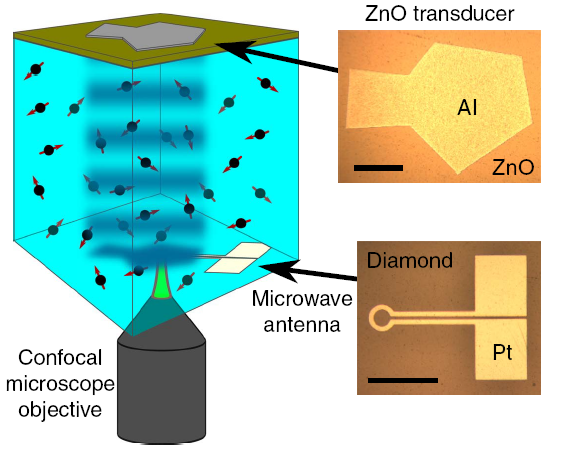 ZnO transducer
Al
ZnO
Diamond
Pt
Microwave
antenna
Confocal
microscope
objective